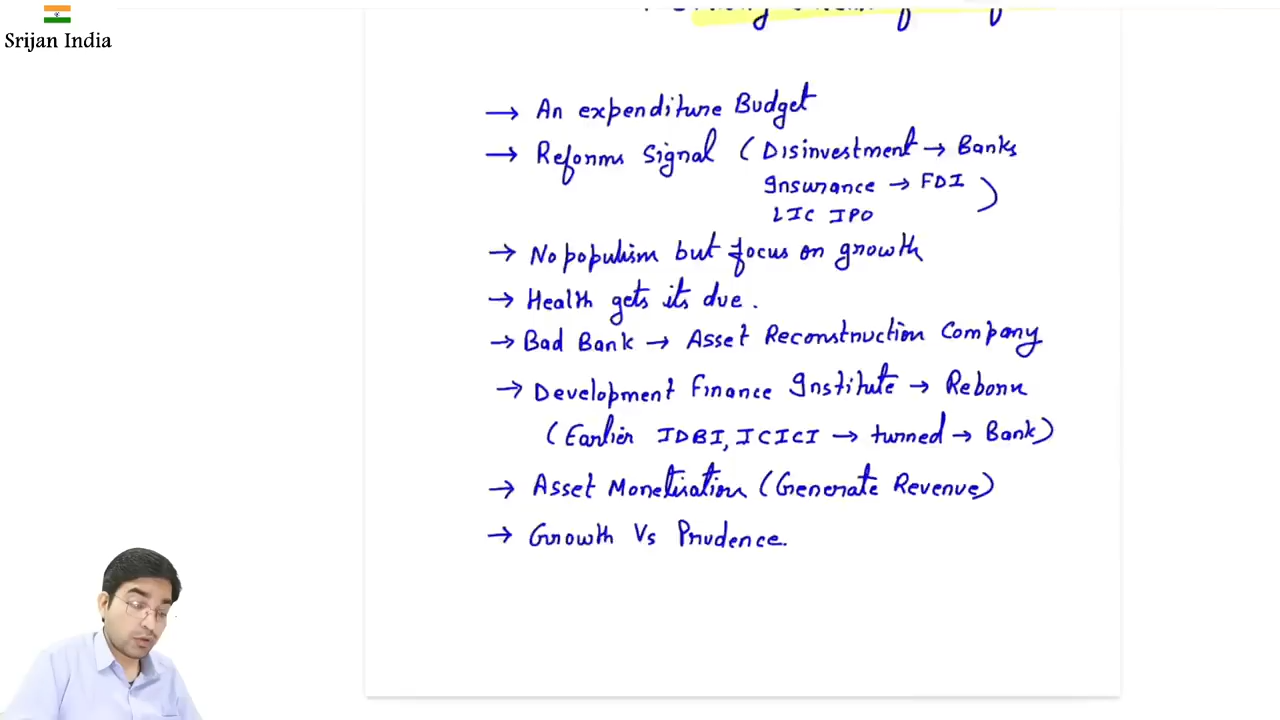 Srijan India
→ An expenditure Budget
→ Reforms Signal (Disinvestment → Banks
Insurance → FDI
LIC IPO )
→ No populism but focus on growth
→ Health gets its due.
→ Bad Bank → Asset Reconstruction Company
→ Development Finance Institute → Reborn
(Earlier IDBI, ICICI → turned → Bank)
→ Asset Monetisation (Generate Revenue)
→ Growth Vs Prudence.